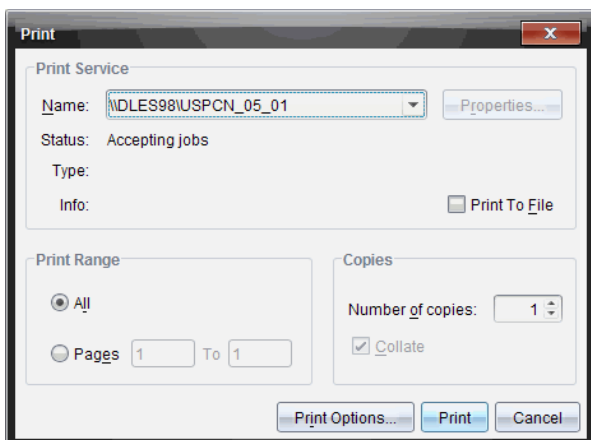 Print
Print Service
Name: \\DLES98\USPCN_05_01 Properties...
Status: Accepting jobs
Type:
Info: Print To File
Print Range
All
Pages 1 To 1
Copies
Number of copies: 1
Collate
Print Options... Print Cancel